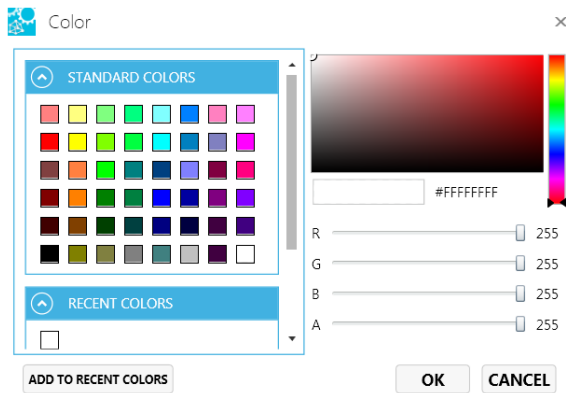 Color
STANDARD COLORS
#FFFFFFFF
R 255
G 255
B 255
A 255
RECENT COLORS
ADD TO RECENT COLORS
OK
CANCEL